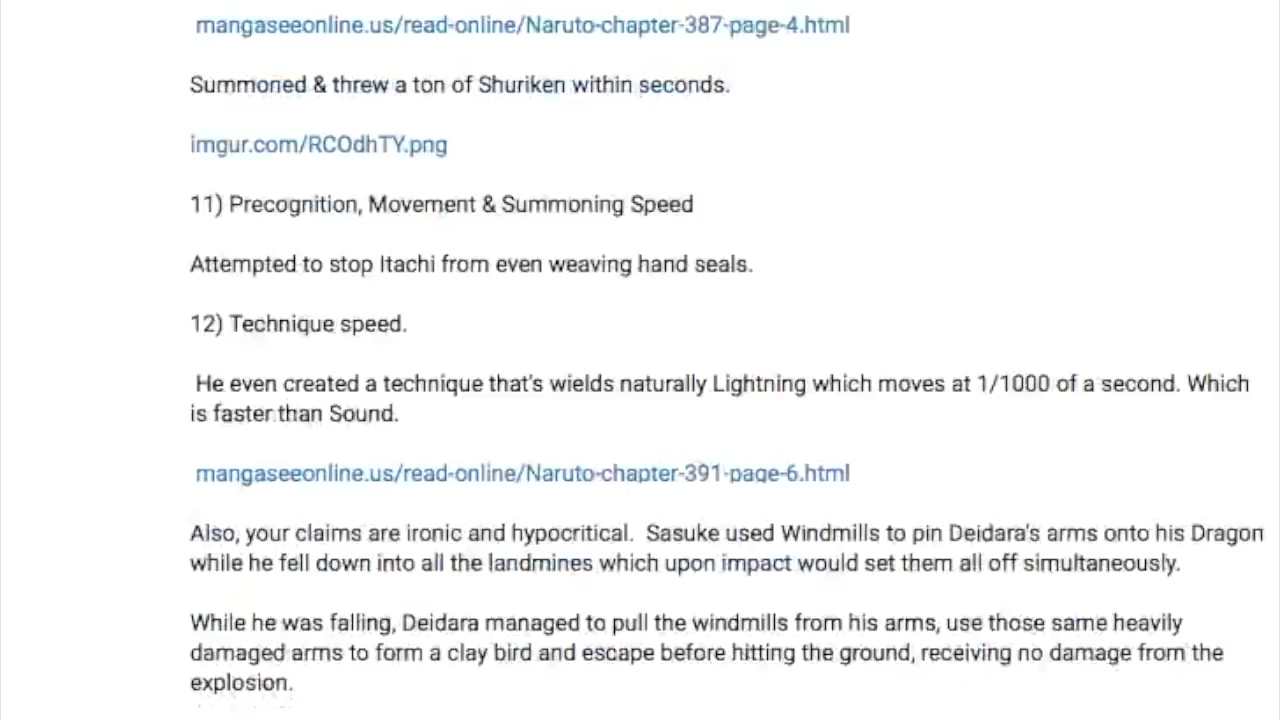 mangaseeonline.us/read-online/Naruto-chapter-387-page-4.html
Summoned & threw a ton of Shuriken within seconds.
imgur.com/RCOdhTY.png
11) Precognition, Movement & Summoning Speed
Attempted to stop Itachi from even weaving hand seals.
12) Technique speed.
He even created a technique that's wields naturally Lightning which moves at 1/1000 of a second. Which
is faster than Sound.
mangaseeonline.us/read-online/Naruto-chapter-391-page-6.html
Also, your claims are ironic and hypocritical. Sasuke used Windmills to pin Deidara's arms onto his Dragon
while he fell down into all the landmines which upon impact would set them all off simultaneously.
While he was falling, Deidara managed to pull the windmills from his arms, use those same heavily
damaged arms to form a clay bird and escape before hitting the ground, receiving no damage from the
explosion.